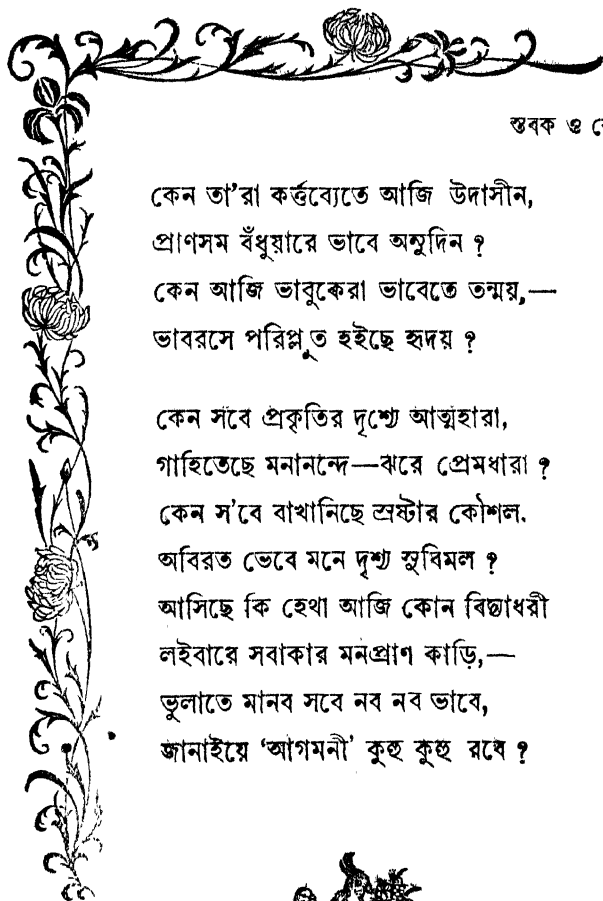 স্তবক ও
কেন তা'রা কর্ত্তব্যেতে আজি উদাসীন,
প্রাণসম বঁধুয়ারে ভাবে অনুদিন ?
কেন আজি ভাবুকেরা ভাবেতে তন্ময়,—
ভাবরসে পরিপ্লুত হইছে হৃদয় ?
কেন সবে প্রকৃতির দৃশ্যে আত্মহারা,
গাহিতেছে মনানন্দে—ঝরে প্রেমধারা ?
কেন স'বে বাখানিছে স্রষ্টার কৌশল.
অবিরত ভেবে মনে দৃশ্য সুবিমল ?
আসিছে কি হেথা আজি কোন বিদ্যাধরী
লইবারে সবাকার মনপ্রাণ কাড়ি,—
ভুলাতে মানব সবে নব নব ভাবে,
জানাইয়ে ‘আগমনী’ কুহু কুহু রবে ?